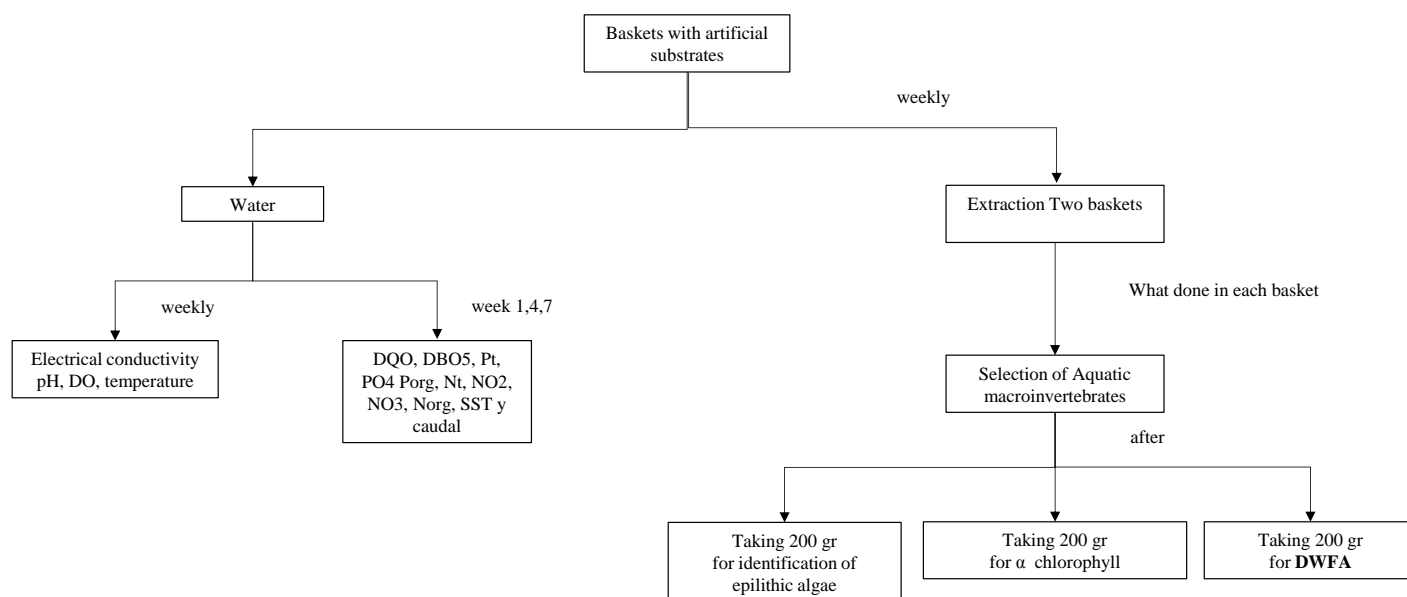 Baskets with artificial
substrates
weekly
Water
Extraction Two baskets
What done in each basket
weekly
week 1,4,7
Electrical conductivity
pH, DO, temperature
DQO, DBO5, Pt,
PO4 Porg, Nt, NO2,
NO3, Norg, SST y
caudal
Selection of Aquatic
macroinvertebrates
after
Taking 200 gr
for identification of
epilithic algae
Taking 200 gr
for α chlorophyll
Taking 200 gr
for DWFA